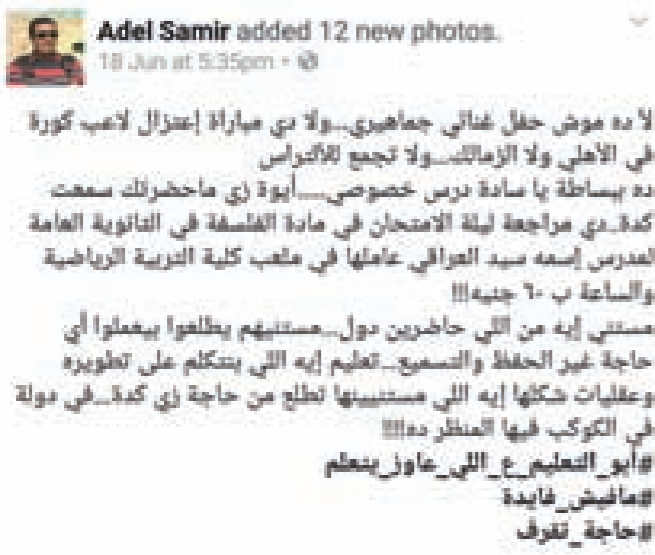 Adel Samir added 12 new photos.
18 Jun at 5:35pm •
لأ ده موش حفل غنائي جماهيري...ولا دي مباراة إعتزال لاعب كورة
في الأهلي ولا الزمالك...ولا تجمع للألتراس
ده ببساطة يا سادة درس خصوصي.....أيوة زي ماحضرتك سمعت
كدة..دي مراجعة ليلة الامتحان في مادة الفلسفة في الثانوية العامة
لمدرس إسمه سيد العراقي عاملها في ملعب كلية التربية الرياضية
والساعة ب ٦٠ جنيه!!!
مستني إيه من اللي حاضرين دول...مستنيهم يطلعوا بيعملوا أي
حاجة غير الحفظ والتسميع...تعليم إيه اللي بنتكلم على تطويره
وعقليات شكلها إيه اللي مستنيينها تطلع من حاجة زي كدة...في دولة
في الكوكب فيها المنظر ده!!!!
#أبو_التعليم_ع_اللي_عاوز_يتعلم
#مافيش_فايدة
#حاجة_تقرف